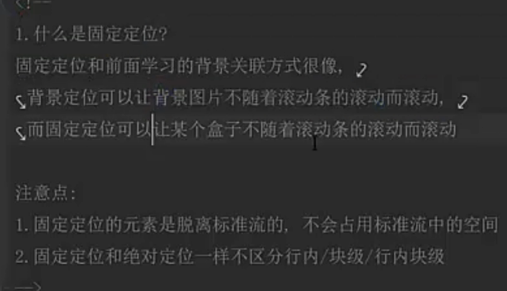 <!--
1.什么是固定定位?
固定定位和前面学习的背景关联方式很像,
背景定位可以让背景图片不随着滚动条的滚动而滚动,
而固定定位可以让某个盒子不随着滚动条的滚动而滚动
注意点:
1.固定定位的元素是脱离标准流的, 不会占用标准流中的空间
2.固定定位和绝对定位一样不区分行内/块级/行内块级
-->